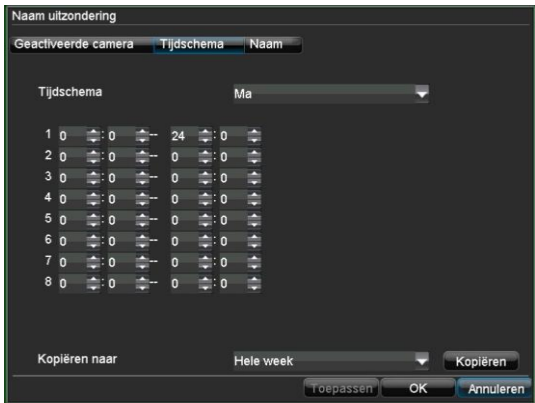 Naam uitzondering
Geactiveerde camera Tijdschema Naam
Tijdschema Ma
1 0 : 0 -- 24 : 0
2 0 : 0 -- 0 : 0
3 0 : 0 -- 0 : 0
4 0 : 0 -- 0 : 0
5 0 : 0 -- 0 : 0
6 0 : 0 -- 0 : 0
7 0 : 0 -- 0 : 0
8 0 : 0 -- 0 : 0
Kopiëren naar Hele week Kopiëren
Toepassen OK Annuleren